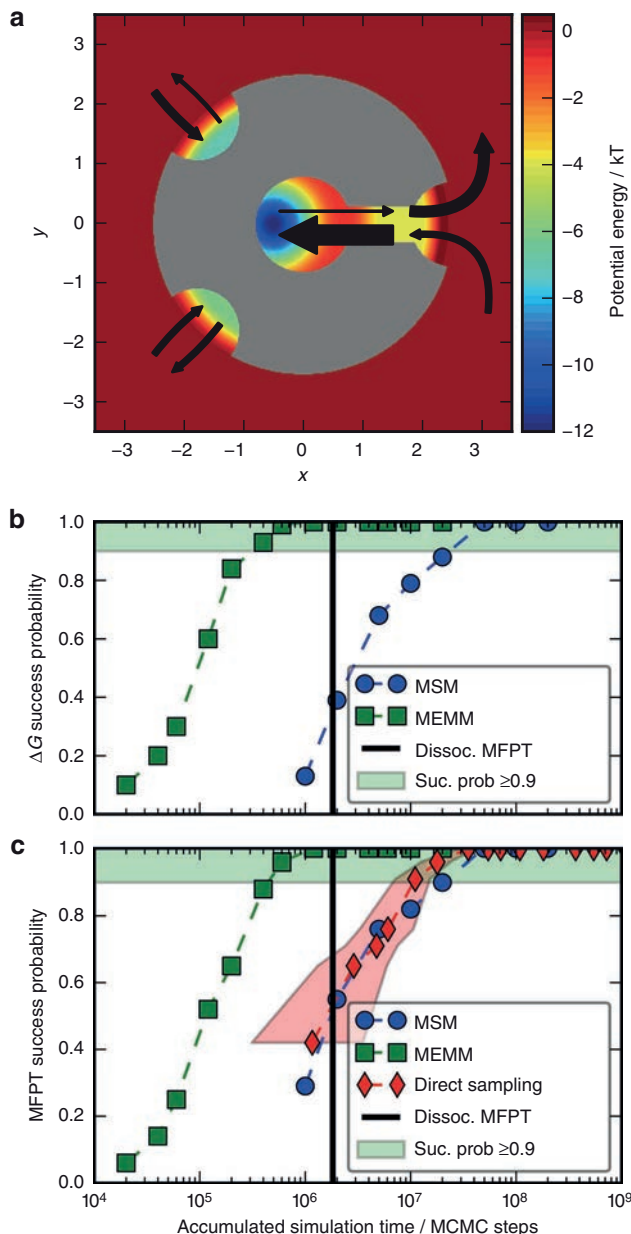 a
3
2
1
0
−1
−2
−3
y
−3 −2 −1 0 1 2 3
x
0
−2
−4
−6
−8
−10
−12
Potential energy / kT
b
1.0
0.8
0.6
0.4
0.2
0.0
ΔG success probability
MSM
MEMM
Dissoc. MFPT
Suc. prob ≥0.9
c
1.0
0.8
0.6
0.4
0.2
0.0
MFPT success probability
MSM
MEMM
Direct sampling
Dissoc. MFPT
Suc. prob ≥0.9
10⁴ 10⁵ 10⁶ 10⁷ 10⁸ 10⁹
Accumulated simulation time / MCMC steps